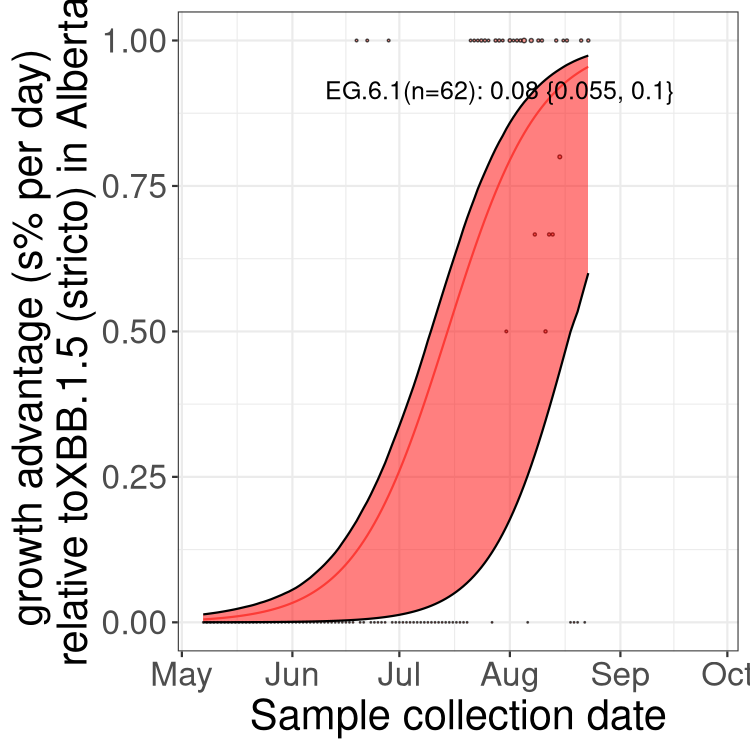 growth advantage (s% per day)
relative toXBB.1.5 (stricto) in Alberta
1.00
0.75
0.50
0.25
0.00
EG.6.1(n=62): 0.08 {0.055, 0.1}
May Jun Jul Aug Sep Oct
Sample collection date